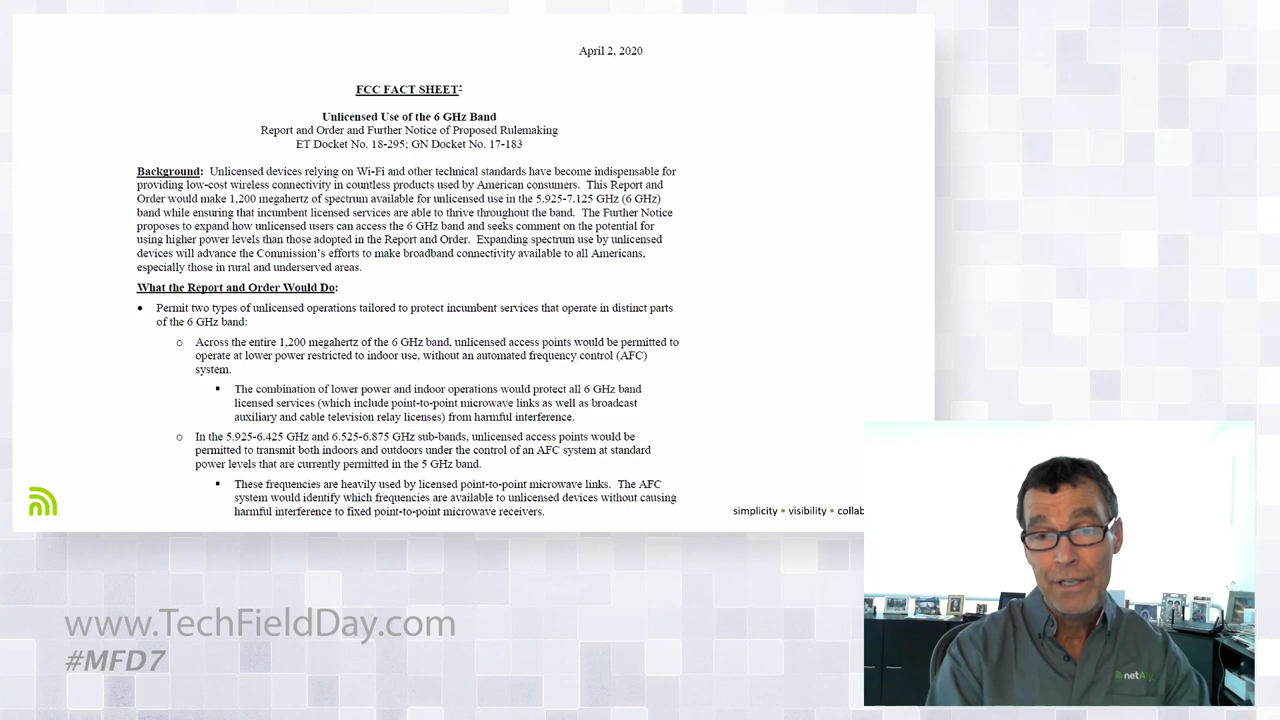 April 2, 2020
FCC FACT SHEET*
Unlicensed Use of the 6 GHz Band
Report and Order and Further Notice of Proposed Rulemaking
ET Docket No. 18-295; GN Docket No. 17-183
Background: Unlicensed devices relying on Wi-Fi and other technical standards have become indispensable for
providing low-cost wireless connectivity in countless products used by American consumers. This Report and
Order would make 1,200 megahertz of spectrum available for unlicensed use in the 5.925-7.125 GHz (6 GHz)
band while ensuring that incumbent licensed services are able to thrive throughout the band. The Further Notice
proposes to expand how unlicensed users can access the 6 GHz band and seeks comment on the potential for
using higher power levels than those adopted in the Report and Order. Expanding spectrum use by unlicensed
devices will advance the Commission's efforts to make broadband connectivity available to all Americans,
especially those in rural and underserved areas.
What the Report and Order Would Do:
• Permit two types of unlicensed operations tailored to protect incumbent services that operate in distinct parts
of the 6 GHz band:
o Across the entire 1,200 megahertz of the 6 GHz band, unlicensed access points would be permitted to
operate at lower power restricted to indoor use, without an automated frequency control (AFC)
system.
▪ The combination of lower power and indoor operations would protect all 6 GHz band
licensed services (which include point-to-point microwave links as well as broadcast
auxiliary and cable television relay licenses) from harmful interference.
o In the 5.925-6.425 GHz and 6.525-6.875 GHz sub-bands, unlicensed access points would be
permitted to transmit both indoors and outdoors under the control of an AFC system at standard
power levels that are currently permitted in the 5 GHz band.
▪ These frequencies are heavily used by licensed point-to-point microwave links. The AFC
system would identify which frequencies are available to unlicensed devices without causing
harmful interference to fixed point-to-point microwave receivers.
simplicity • visibility • collab
www.TechFieldDay.com
#MFD7